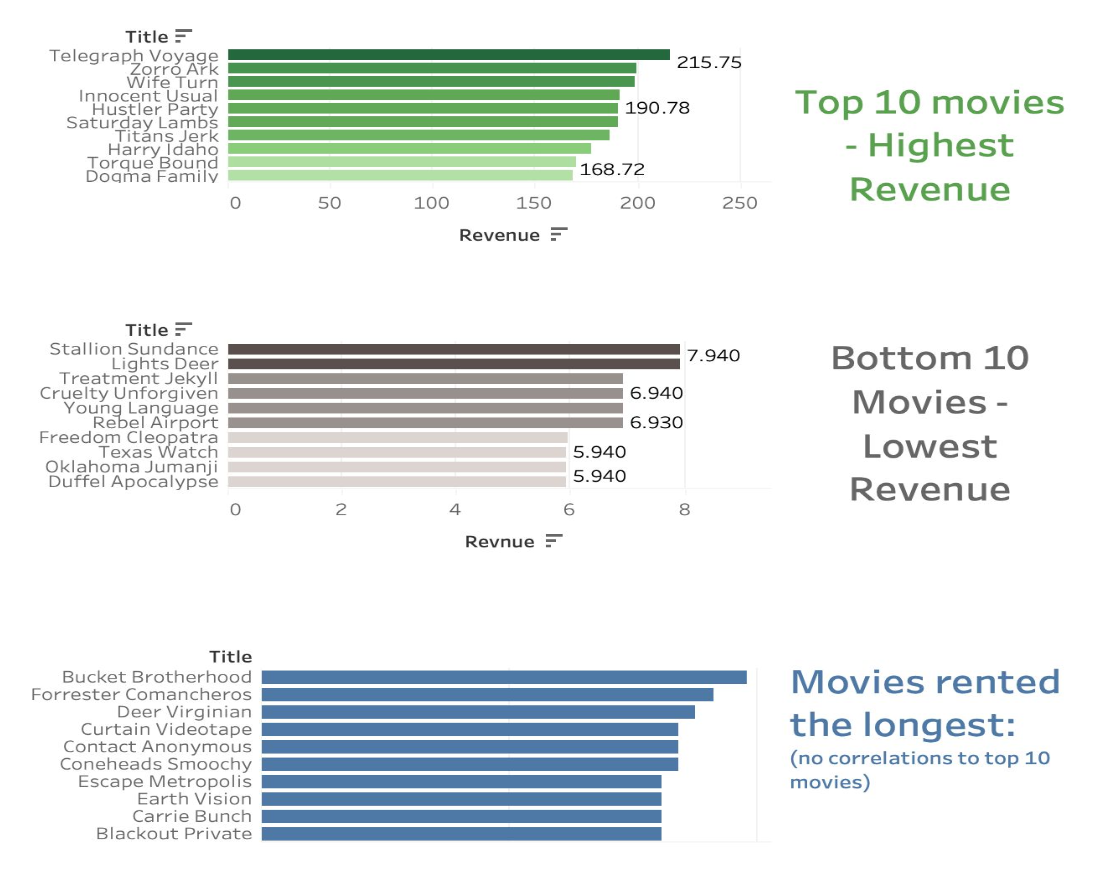 Title
Telegraph Voyage
215.75
Zorro Ark
Wife Turn
Innocent Usual
Hustler Party
190.78
Saturday Lambs
Titans Jerk
Harry Idaho
Torque Bound
168.72
Dogma Family
0 50 100 150 200 250
Revenue
Top 10 movies
- Highest
Revenue
Title
Stallion Sundance
7.940
Lights Deer
Treatment Jekyll
Cruelty Unforgiven
6.940
Young Language
Rebel Airport
6.930
Freedom Cleopatra
Texas Watch
5.940
Oklahoma Jumanji
5.940
Duffel Apocalypse
0 2 4 6 8
Revnue
Bottom 10
Movies -
Lowest
Revenue
Title
Bucket Brotherhood
Forrester Comancheros
Deer Virginian
Curtain Videotape
Contact Anonymous
Coneheads Smoochy
Escape Metropolis
Earth Vision
Carrie Bunch
Blackout Private
Movies rented
the longest:
(no correlations to top 10
movies)